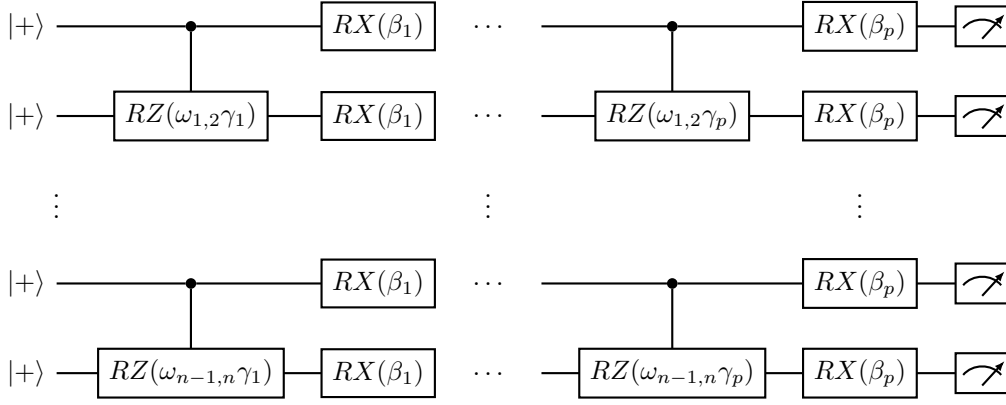 |+⟩ RX(β₁) ⋯ RX(βₚ)
|+⟩ RZ(ω₁,₂γ₁) RX(β₁) ⋯ RZ(ω₁,₂γₚ) RX(βₚ)
⋮ ⋮ ⋮
|+⟩ RX(β₁) ⋯ RX(βₚ)
|+⟩ RZ(ωₙ₋₁,ₙγ₁) RX(β₁) ⋯ RZ(ωₙ₋₁,ₙγₚ) RX(βₚ)